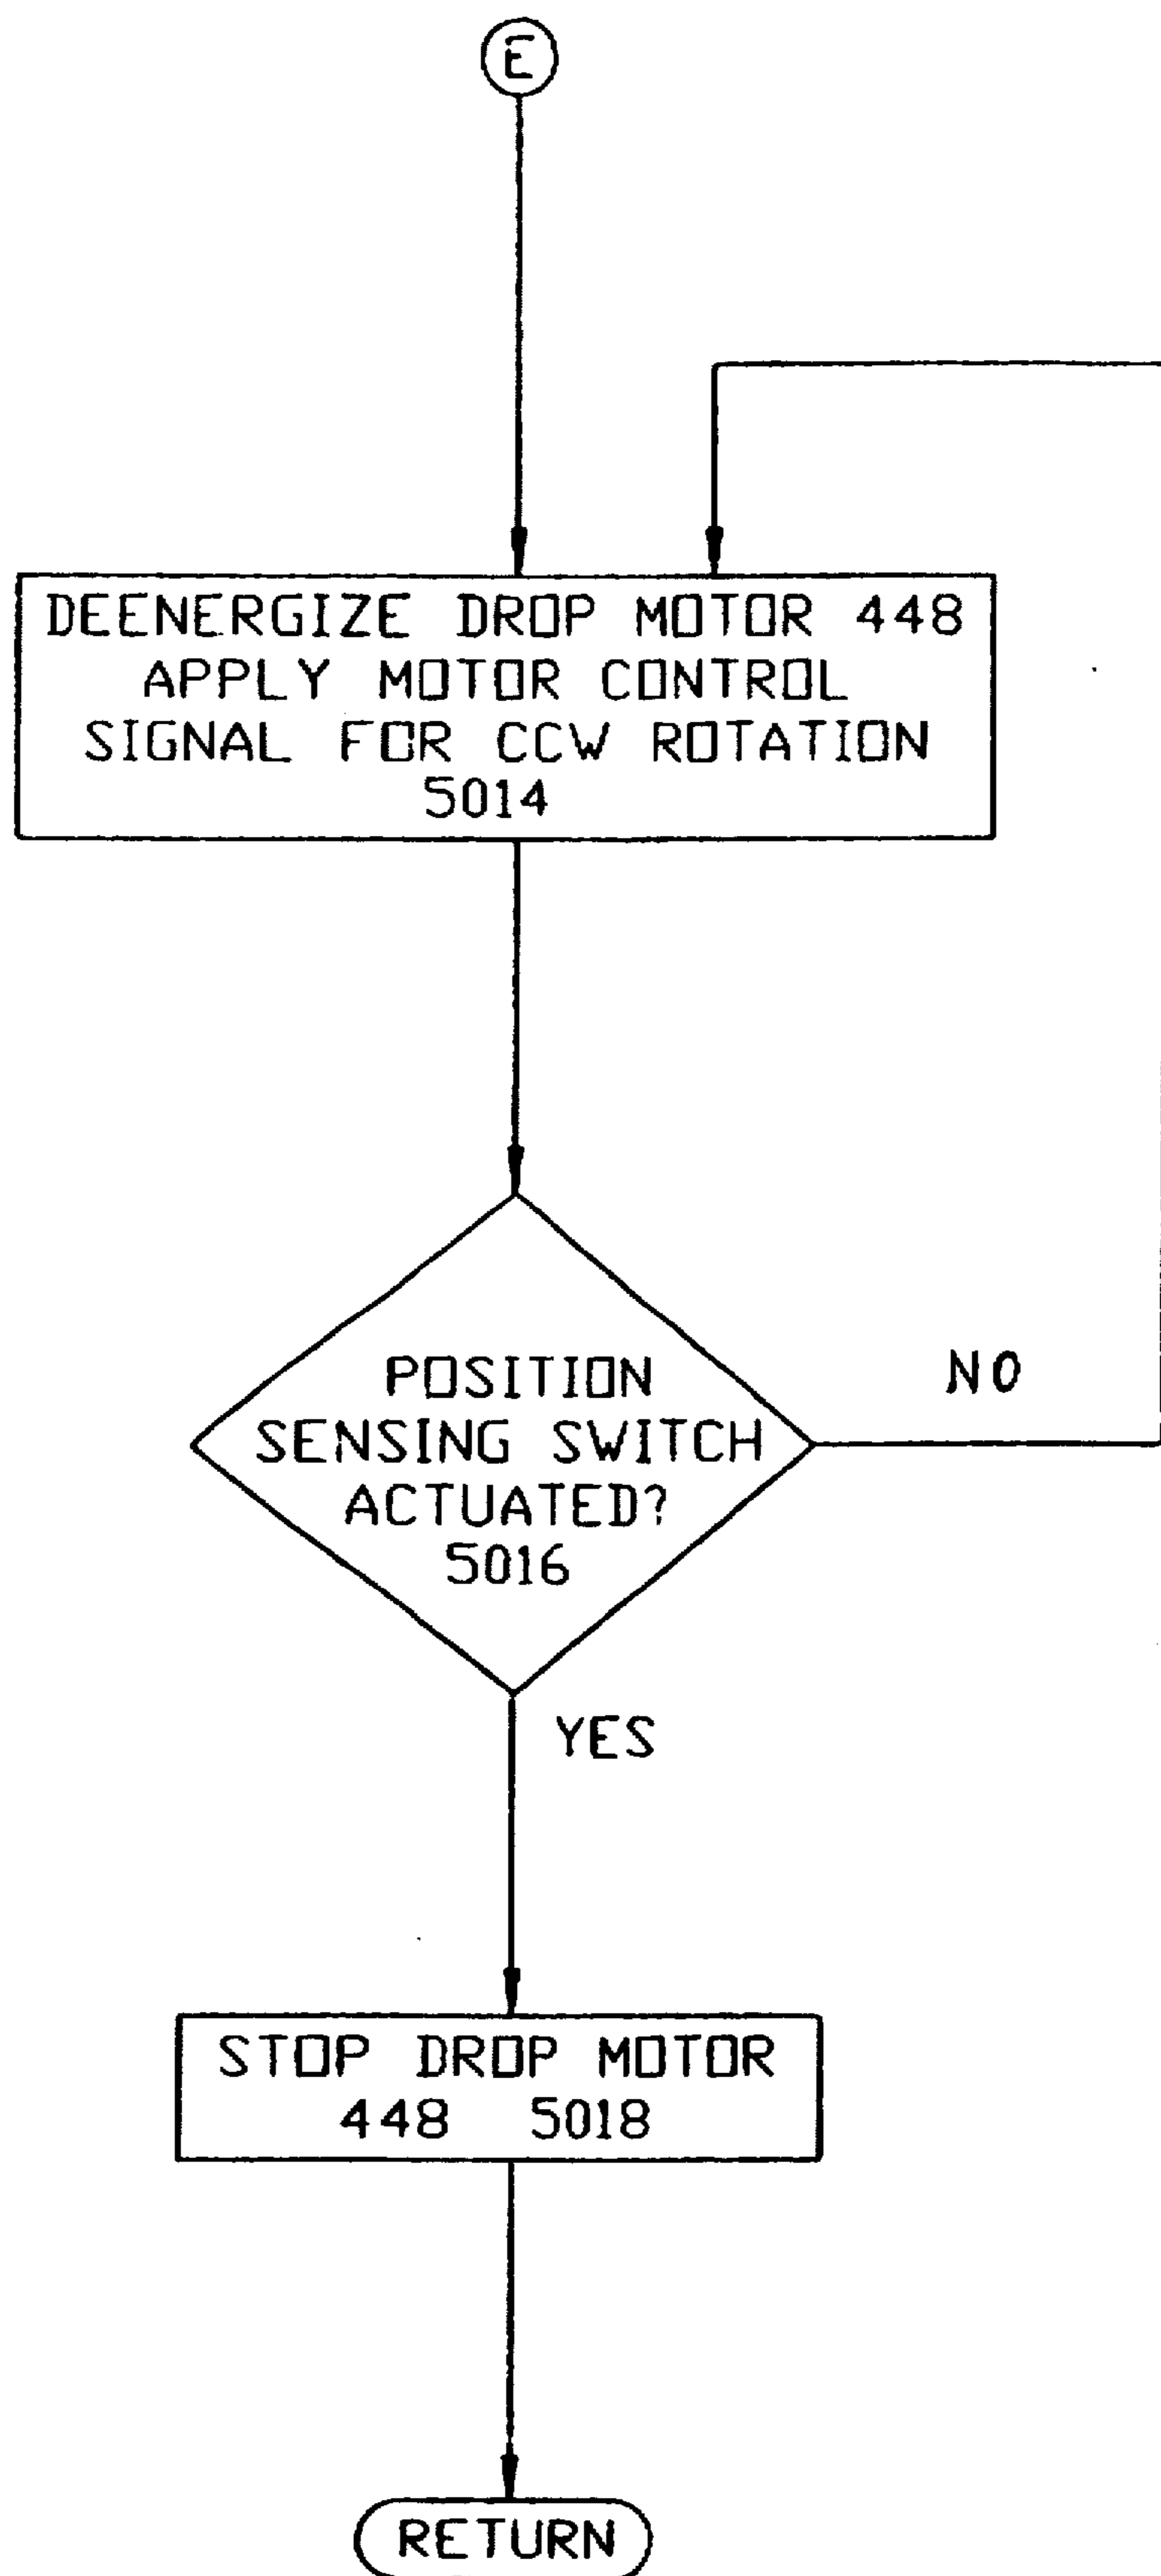 E
DEENERGIZE DROP MOTOR 448
APPLY MOTOR CONTROL
SIGNAL FOR CCW ROTATION
5014
POSITION
SENSING SWITCH
ACTUATED?
5016
NO
YES
STOP DROP MOTOR
448 5018
RETURN